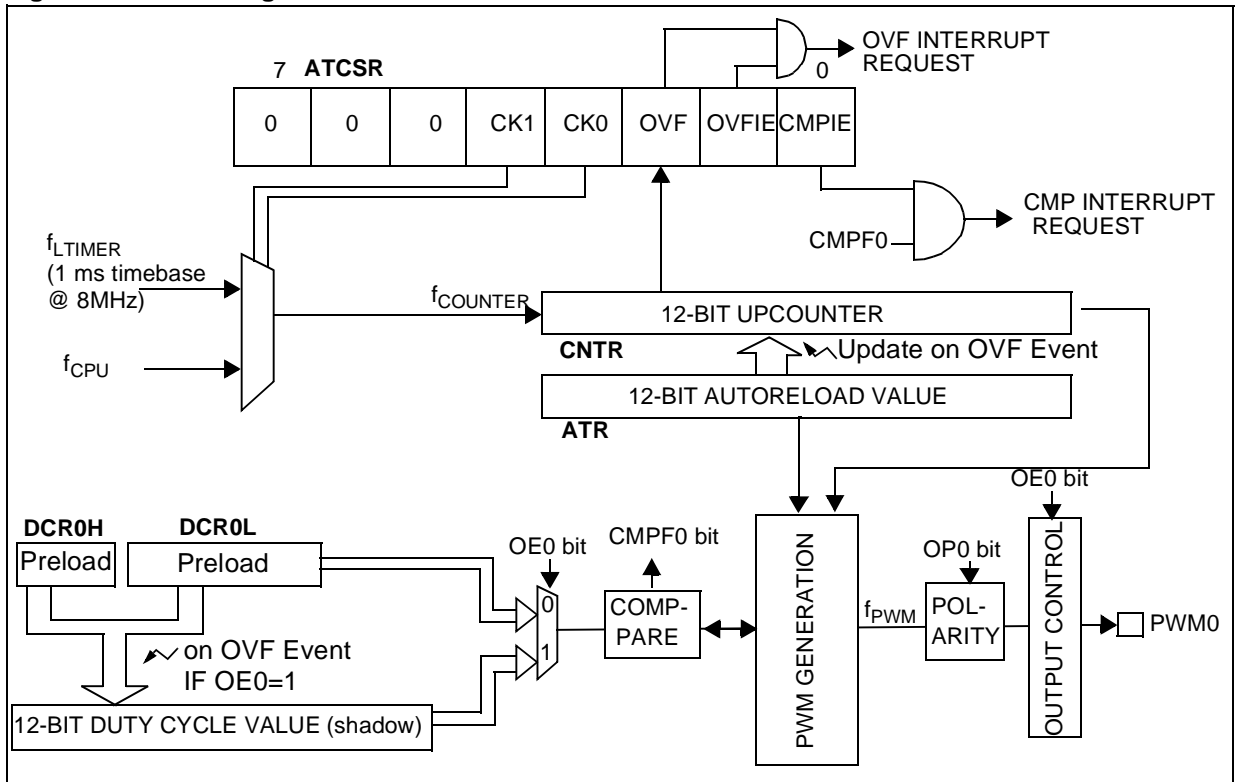 OVF INTERRUPT
REQUEST
7 ATCSR
0
0 0 0 CK1 CK0 OVF OVFIE CMPIE
CMP INTERRUPT
REQUEST
CMPF0
fLTIMER
(1 ms timebase
@ 8MHz)
fCOUNTER
12-BIT UPCOUNTER
CNTR
Update on OVF Event
fCPU
12-BIT AUTORELOAD VALUE
ATR
OE0 bit
DCR0H
DCR0L
Preload
Preload
OE0 bit
CMPF0 bit
OP0 bit
0
1
COMP-
PARE
PWM GENERATION
fPWM
POL-
ARITY
OUTPUT CONTROL
PWM0
on OVF Event
IF OE0=1
12-BIT DUTY CYCLE VALUE (shadow)